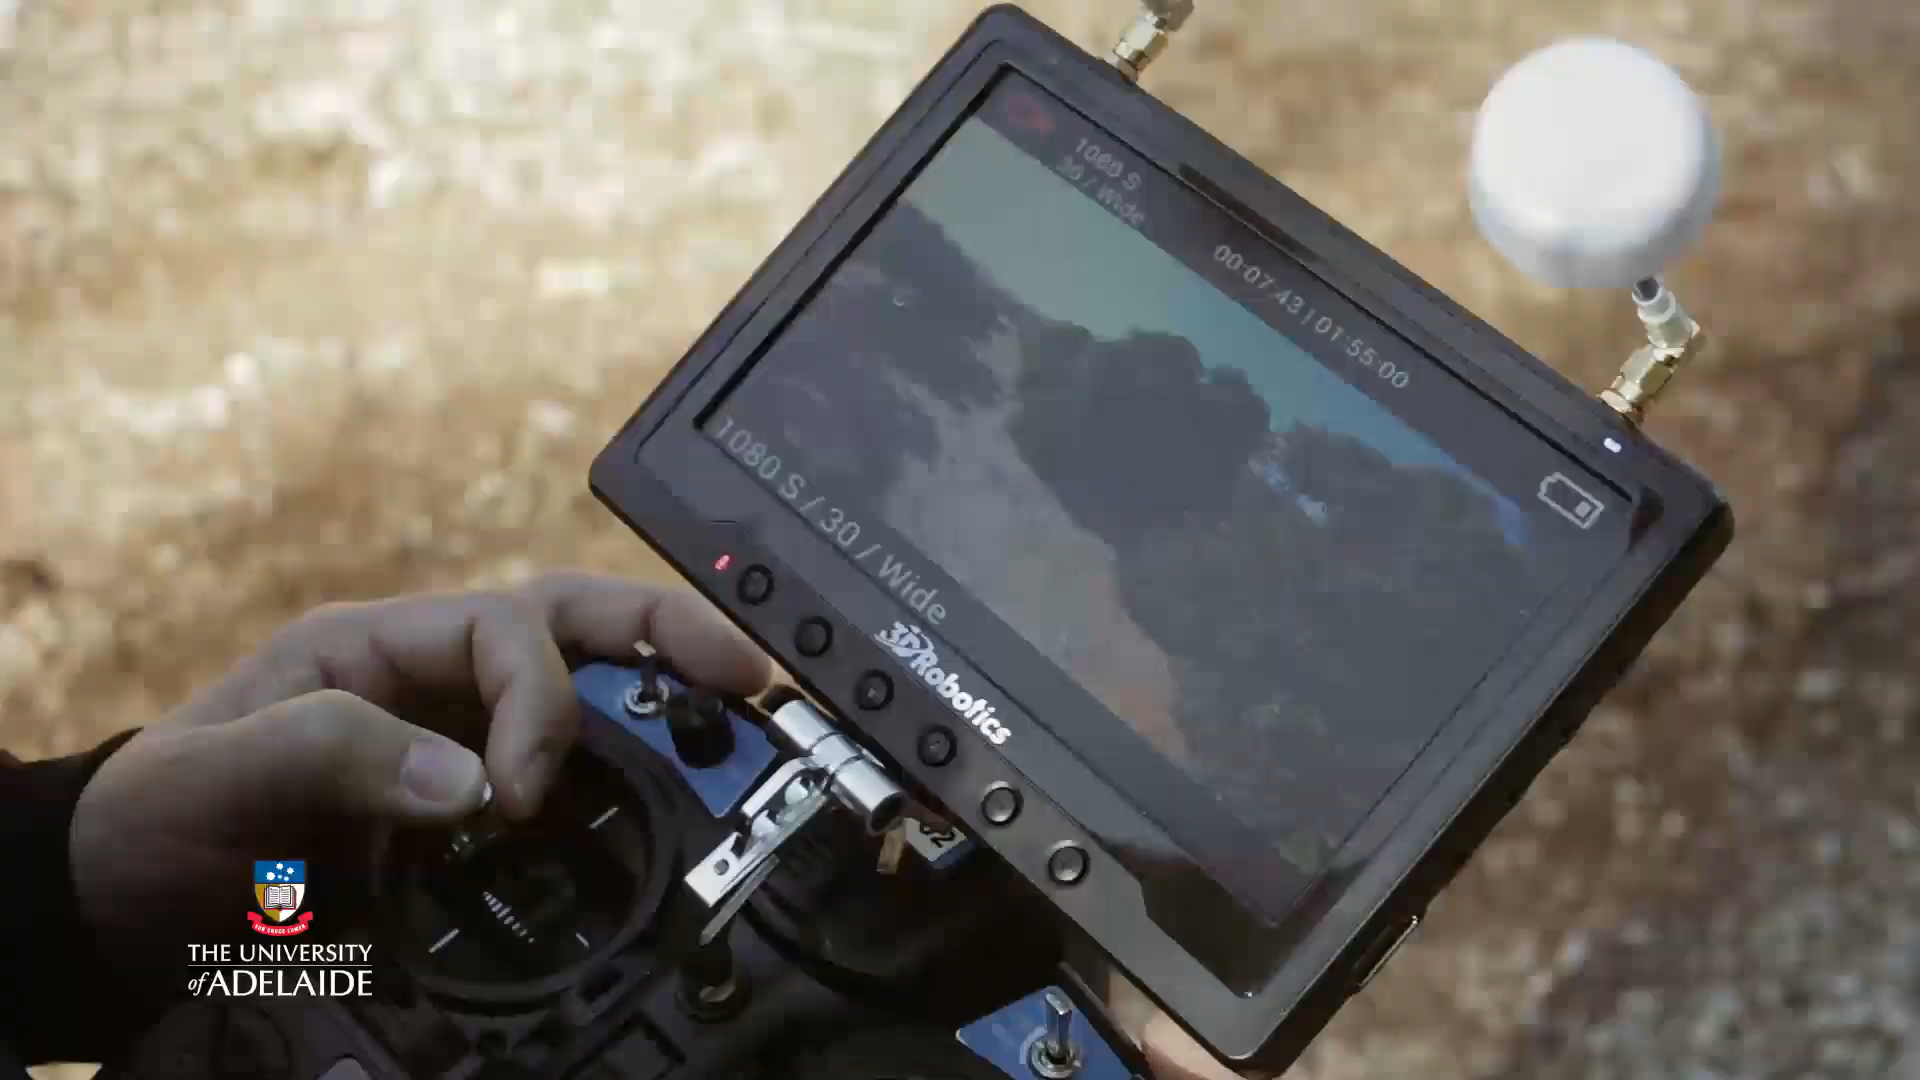 1080 S
30 / Wide
00:07:43 | 01:55:00
1080 S / 30 / Wide
3DRobotics
THE UNIVERSITY
of ADELAIDE